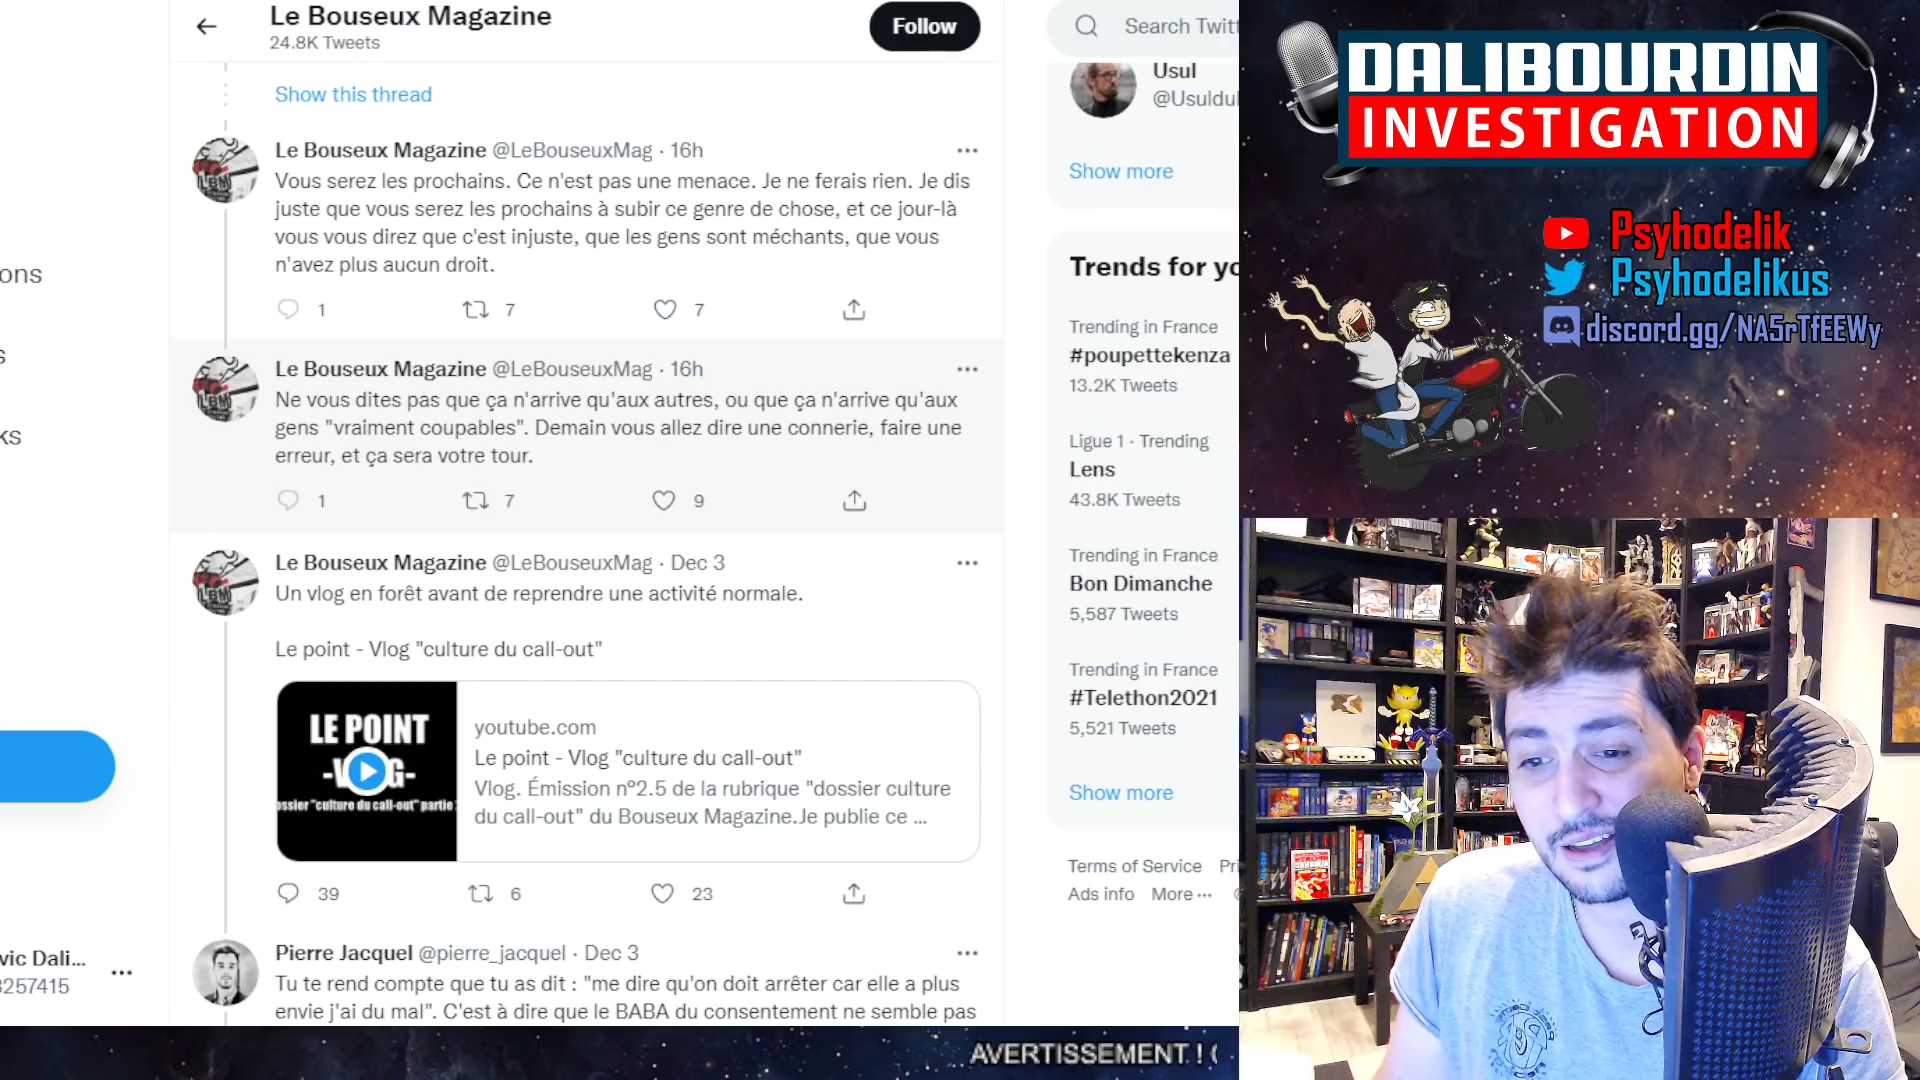 Le Bouseux Magazine
24.8K Tweets
Follow
Search Twitt
Show this thread
Le Bouseux Magazine @LeBouseuxMag · 16h
Vous serez les prochains. Ce n'est pas une menace. Je ne ferais rien. Je dis
juste que vous serez les prochains à subir ce genre de chose, et ce jour-là
vous vous direz que c'est injuste, que les gens sont méchants, que vous
n'avez plus aucun droit.
1 7 7
Le Bouseux Magazine @LeBouseuxMag · 16h
Ne vous dites pas que ça n'arrive qu'aux autres, ou que ça n'arrive qu'aux
gens "vraiment coupables". Demain vous allez dire une connerie, faire une
erreur, et ça sera votre tour.
1 7 9
Le Bouseux Magazine @LeBouseuxMag · Dec 3
Un vlog en forêt avant de reprendre une activité normale.
Le point - Vlog "culture du call-out"
LE POINT
youtube.com
Le point - Vlog "culture du call-out"
Vlog. Émission n°2.5 de la rubrique "dossier culture
du call-out" du Bouseux Magazine.Je publie ce ...
39 6 23
Pierre Jacquel @pierre_jacquel · Dec 3
Tu te rend compte que tu as dit : "me dire qu'on doit arrêter car elle a plus
envie j'ai du mal". C'est à dire que le BABA du consentement ne semble pas
ons
s
ks
vic Dali...
3257415
Usul
@Usuldul
Show more
Trends for yo
Trending in France
#poupettekenza
13.2K Tweets
Ligue 1 · Trending
Lens
43.8K Tweets
Trending in France
Bon Dimanche
5,587 Tweets
Trending in France
#Telethon2021
5,521 Tweets
Show more
Terms of Service Pri
Ads info More ···
DALIBOURDIN
INVESTIGATION
Psyhodelik
Psyhodelikus
discord.gg/NA5rTfEEWy
AVERTISSEMENT ! (